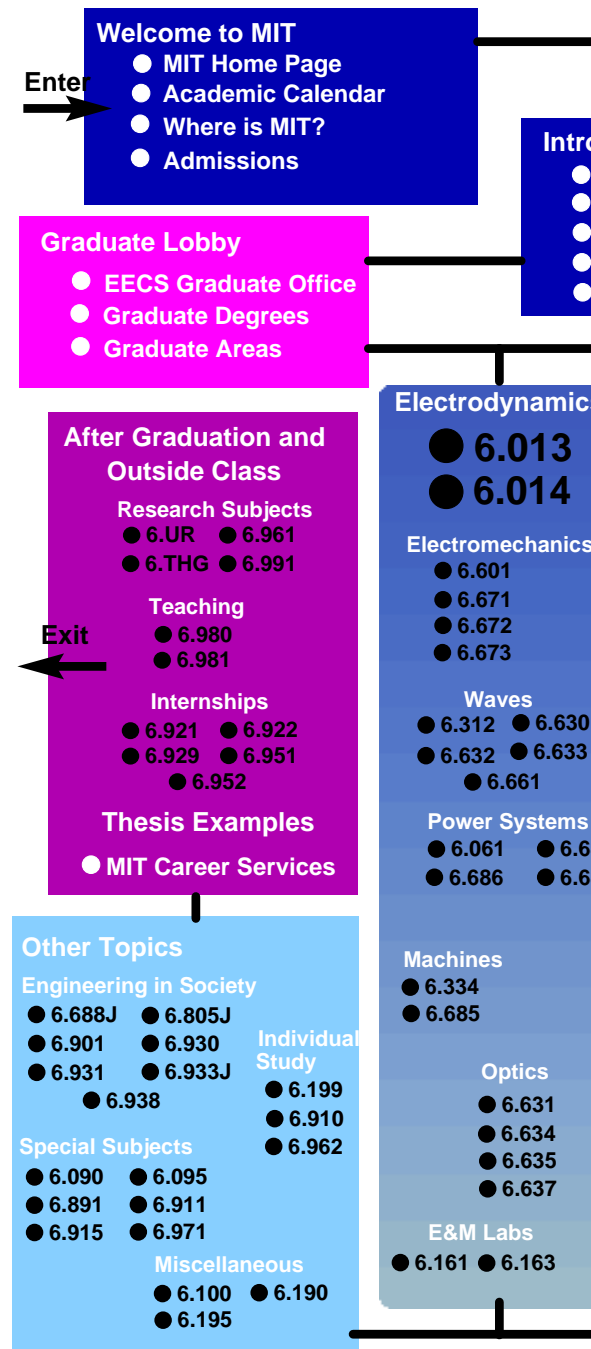 Welcome to MIT
MIT Home Page
Academic Calendar
Where is MIT?
Admissions
Enter
Graduate Lobby
EECS Graduate Office
Graduate Degrees
Graduate Areas
After Graduation and
Outside Class
Research Subjects
6.UR 6.961
6.THG 6.991
Teaching
6.980
6.981
Exit
Internships
6.921 6.922
6.929 6.951
6.952
Thesis Examples
MIT Career Services
Other Topics
Engineering in Society
6.688J 6.805J
6.901 6.930
6.931 6.933J
6.938
Individual
Study
6.199
6.910
6.962
Special Subjects
6.090 6.095
6.891 6.911
6.915 6.971
Miscellaneous
6.100 6.190
6.195
Electrodynamics
6.013
6.014
Electromechanics
6.601
6.671
6.672
6.673
Waves
6.312 6.630
6.632 6.633
6.661
Power Systems
6.061
6.686
Machines
6.334
6.685
Optics
6.631
6.634
6.635
6.637
E&M Labs
6.161 6.163